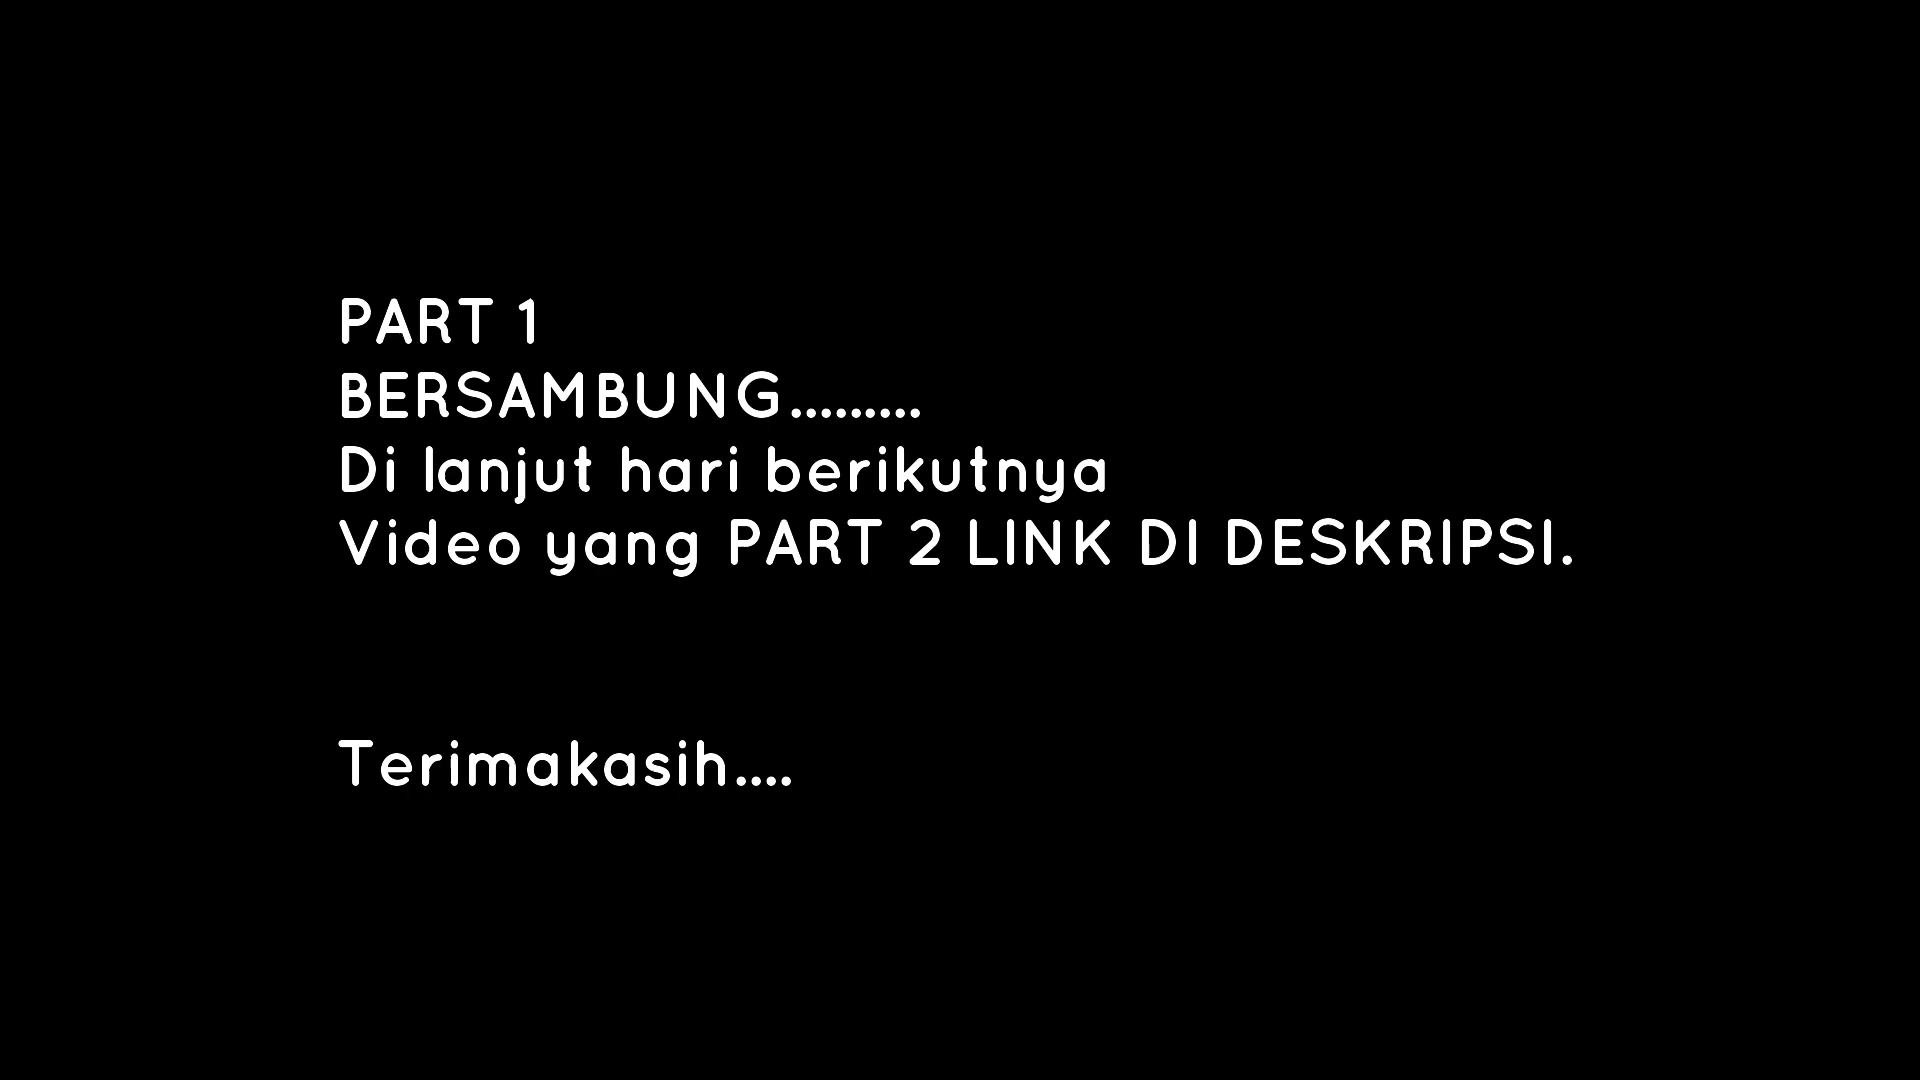 PART 1
BERSAMBUNG.........
Di lanjut hari berikutnya
Video yang PART 2 LINK DI DESKRIPSI.
Terimakasih....